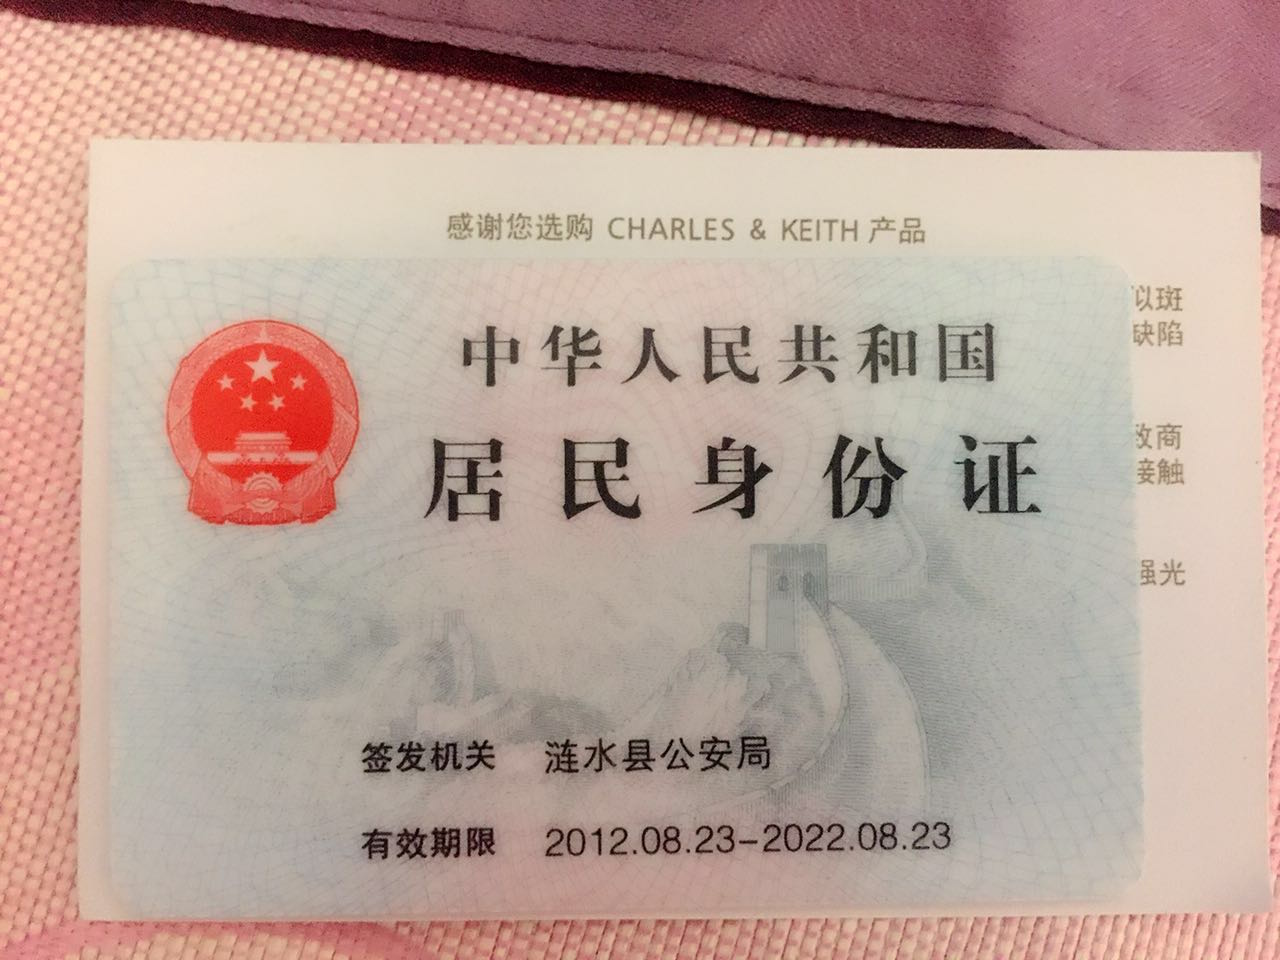 感谢您选购 CHARLES & KEITH 产品
以斑
缺陷
致商
接触
强光
中华人民共和国
居民身份证
签发机关 涟水县公安局
有效期限 2012.08.23-2022.08.23